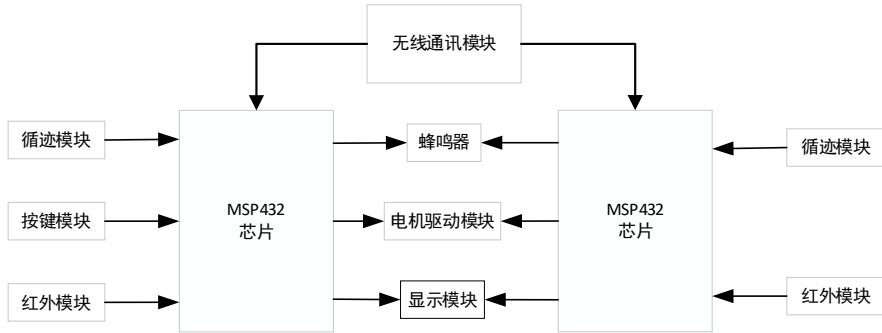 无线通讯模块
循迹模块
蜂鸣器
循迹模块
按键模块
MSP432
芯片
电机驱动模块
MSP432
芯片
红外模块
显示模块
红外模块